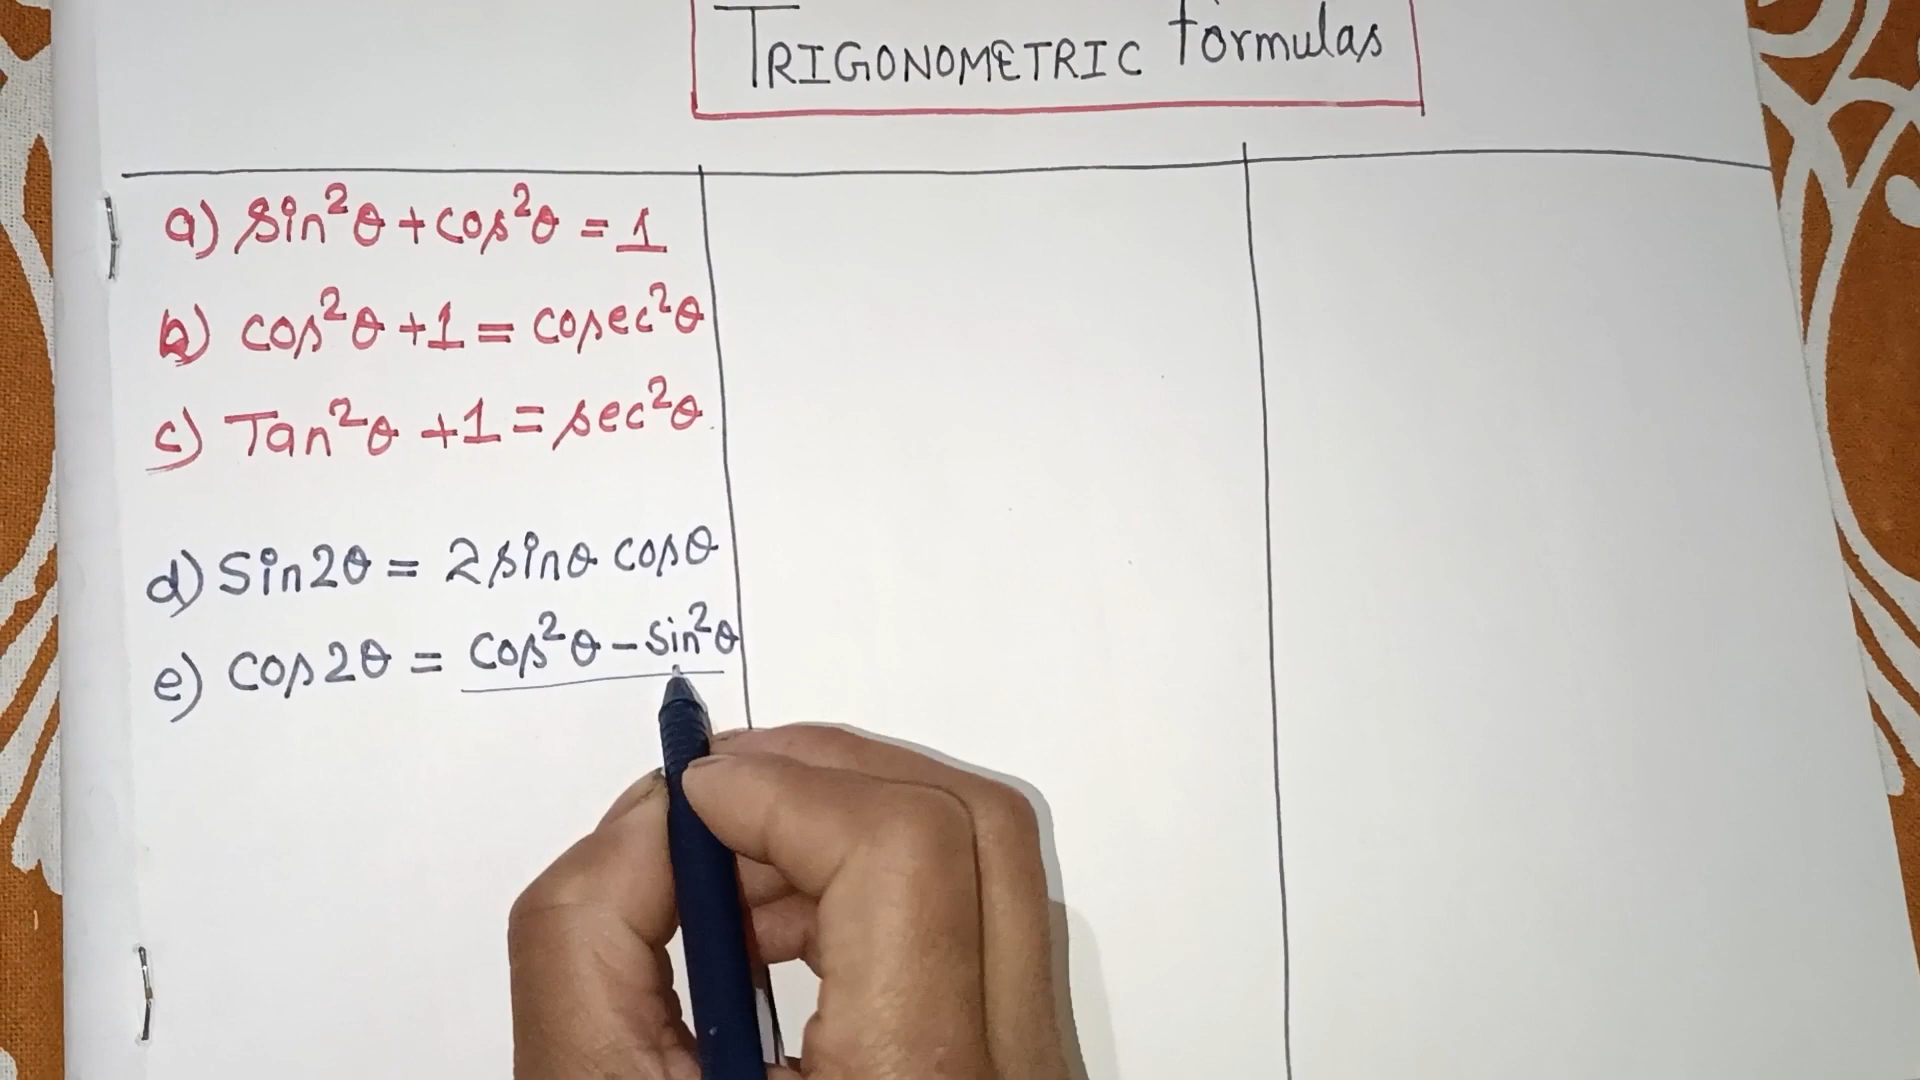 TRIGONOMETRIC formulas
a) sin²θ + cos²θ = 1
b) cos²θ + 1 = cosec²θ
c) Tan²θ + 1 = sec²θ
d) Sin2θ = 2sinθ cosθ
e) cos2θ = cos²θ - sin²θ